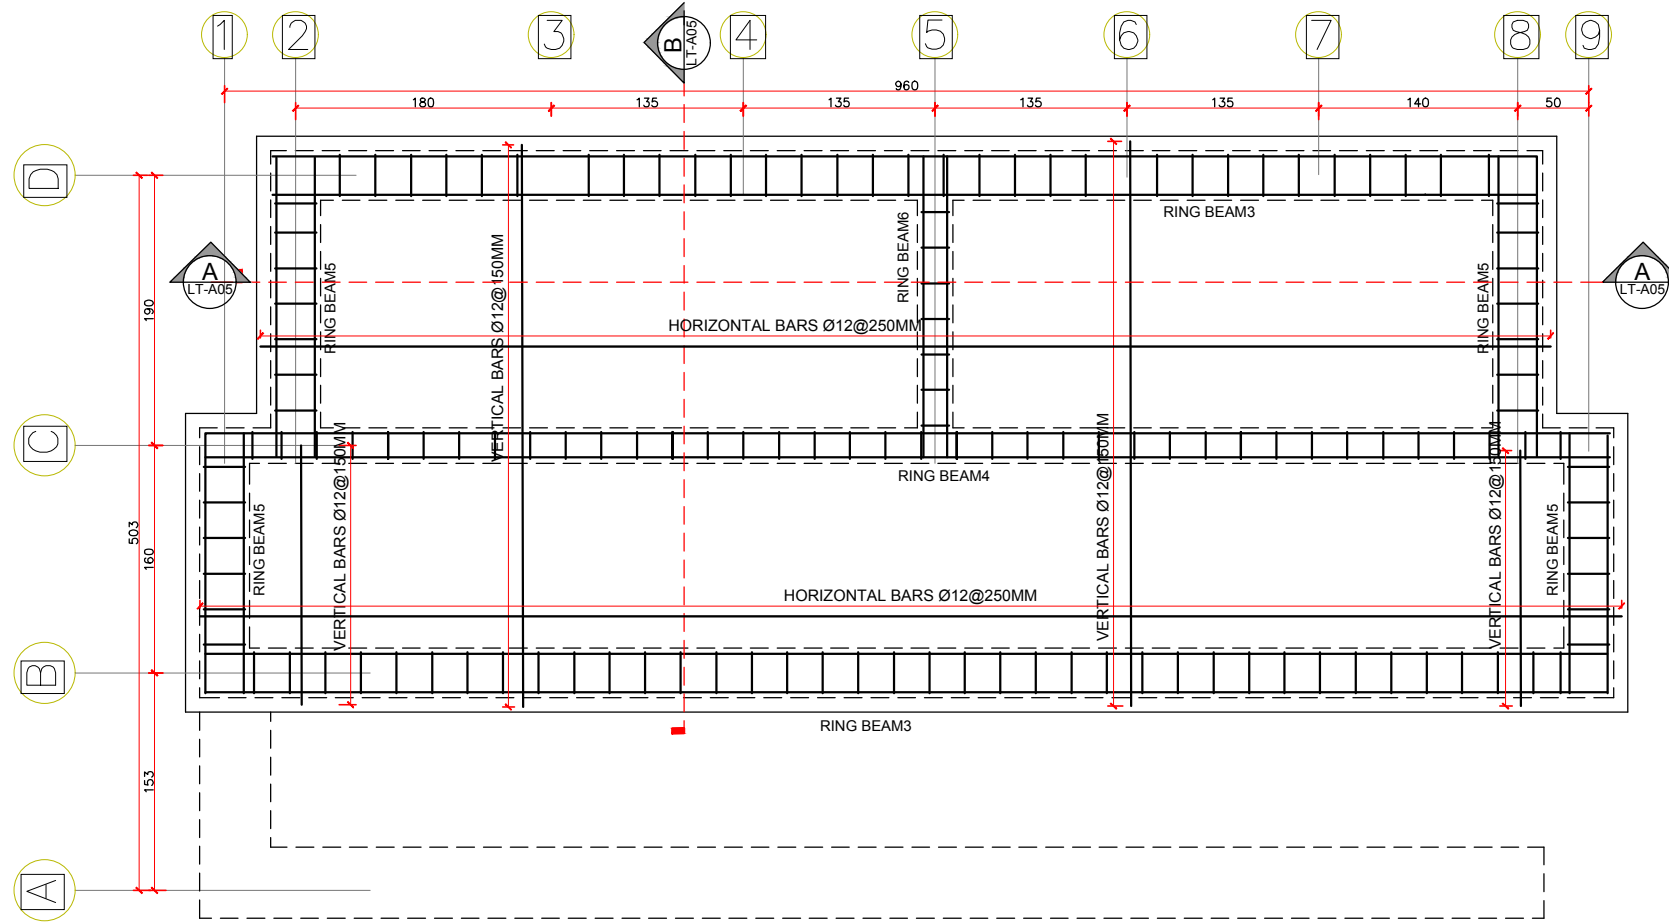 1
2
3
B
LT-A05
4
5
6
7
8
9
960
180
135
135
135
135
140
50
D
RING BEAM3
RING BEAM6
A
LT-A05
A
LT-A05
RING BEAM5
VERTICAL BARS Ø12@150MM
RING BEAM5
190
HORIZONTAL BARS Ø12@250MM
C
RING BEAM4
503
160
RING BEAM5
VERTICAL BARS Ø12@150MM
VERTICAL BARS Ø12@150MM
VERTICAL BARS Ø12@150MM
RING BEAM5
HORIZONTAL BARS Ø12@250MM
B
RING BEAM3
153
A